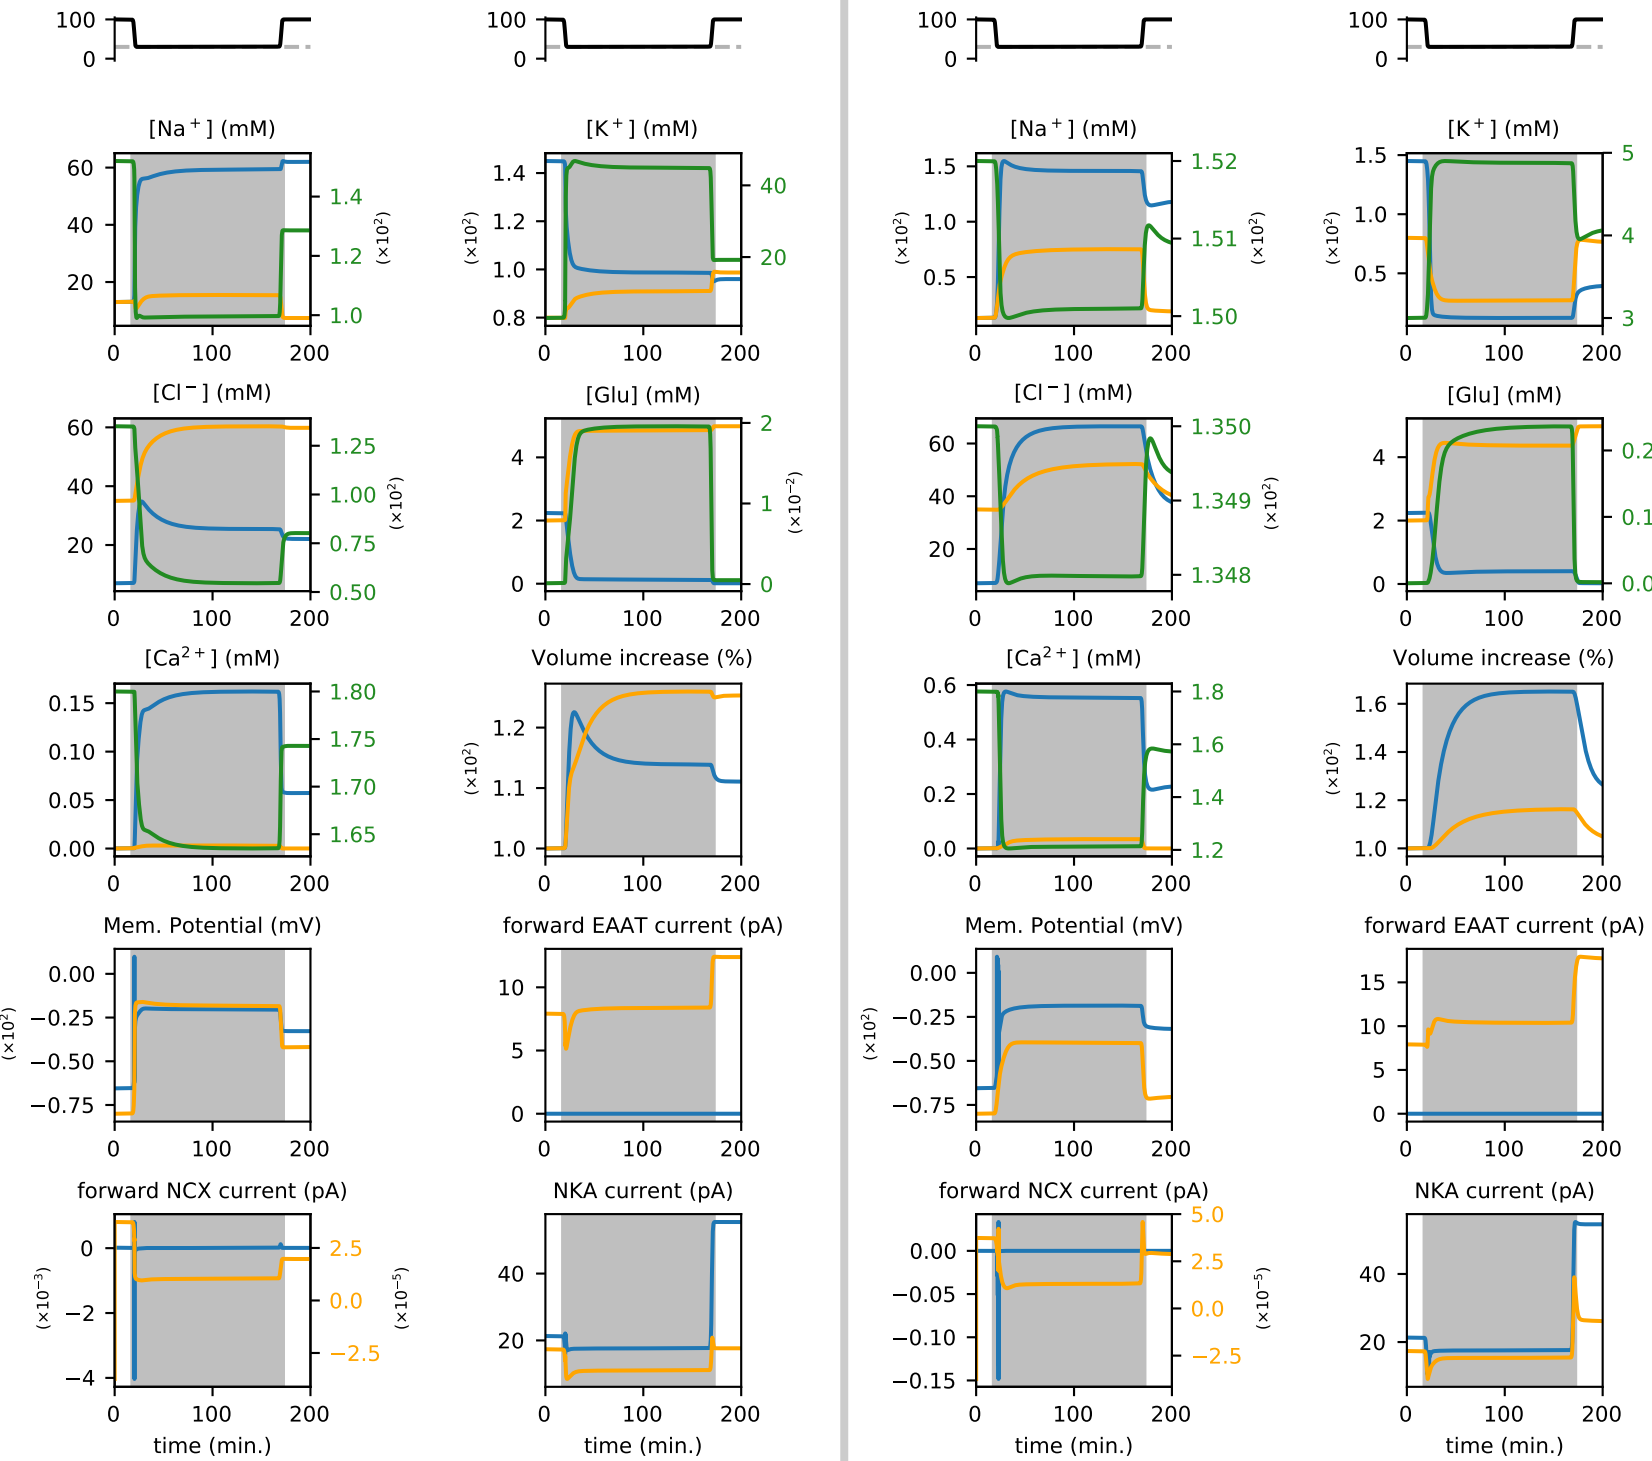 100 100 100 100
0 0 0 0
[Na⁺] (mM) [K⁺] (mM) [Na⁺] (mM) [K⁺] (mM)
60 40 20 (×10²) 1.4 1.2 1.0
0 100 200
(×10²) 1.4 1.2 1.0 0.8 40 20
0 100 200
(×10²) 1.5 1.0 0.5 (×10²) 1.52 1.51 1.50
0 100 200
(×10²) 1.5 1.0 0.5 5 4 3
0 100 200
[Cl⁻] (mM) [Glu] (mM) [Cl⁻] (mM) [Glu] (mM)
60 40 20 (×10²) 1.25 1.00 0.75 0.50
0 100 200
4 2 0 (×10⁻²) 2 1 0
0 100 200
60 40 20 (×10²) 1.350 1.349 1.348
0 100 200
4 2 0 0.2 0.1 0.0
0 100 200
[Ca²⁺] (mM) Volume increase (%) [Ca²⁺] (mM) Volume increase (%)
0.15 0.10 0.05 0.00 1.80 1.75 1.70 1.65
0 100 200
(×10²) 1.2 1.1 1.0
0 100 200
0.6 0.4 0.2 0.0 1.8 1.6 1.4 1.2
0 100 200
(×10²) 1.6 1.4 1.2 1.0
0 100 200
Mem. Potential (mV) forward EAAT current (pA) Mem. Potential (mV) forward EAAT current (pA)
(×10²) 0.00 −0.25 −0.50 −0.75
0 100 200
10 5 0
0 100 200
(×10²) 0.00 −0.25 −0.50 −0.75
0 100 200
15 10 5 0
0 100 200
forward NCX current (pA) NKA current (pA) forward NCX current (pA) NKA current (pA)
(×10⁻³) 0 −2 −4 (×10⁻⁵) 2.5 0.0 −2.5
0 100 200
40 20
0 100 200
0.00 −0.05 −0.10 −0.15 (×10⁻⁵) 5.0 2.5 0.0 −2.5
0 100 200
40 20
0 100 200
time (min.) time (min.) time (min.) time (min.)